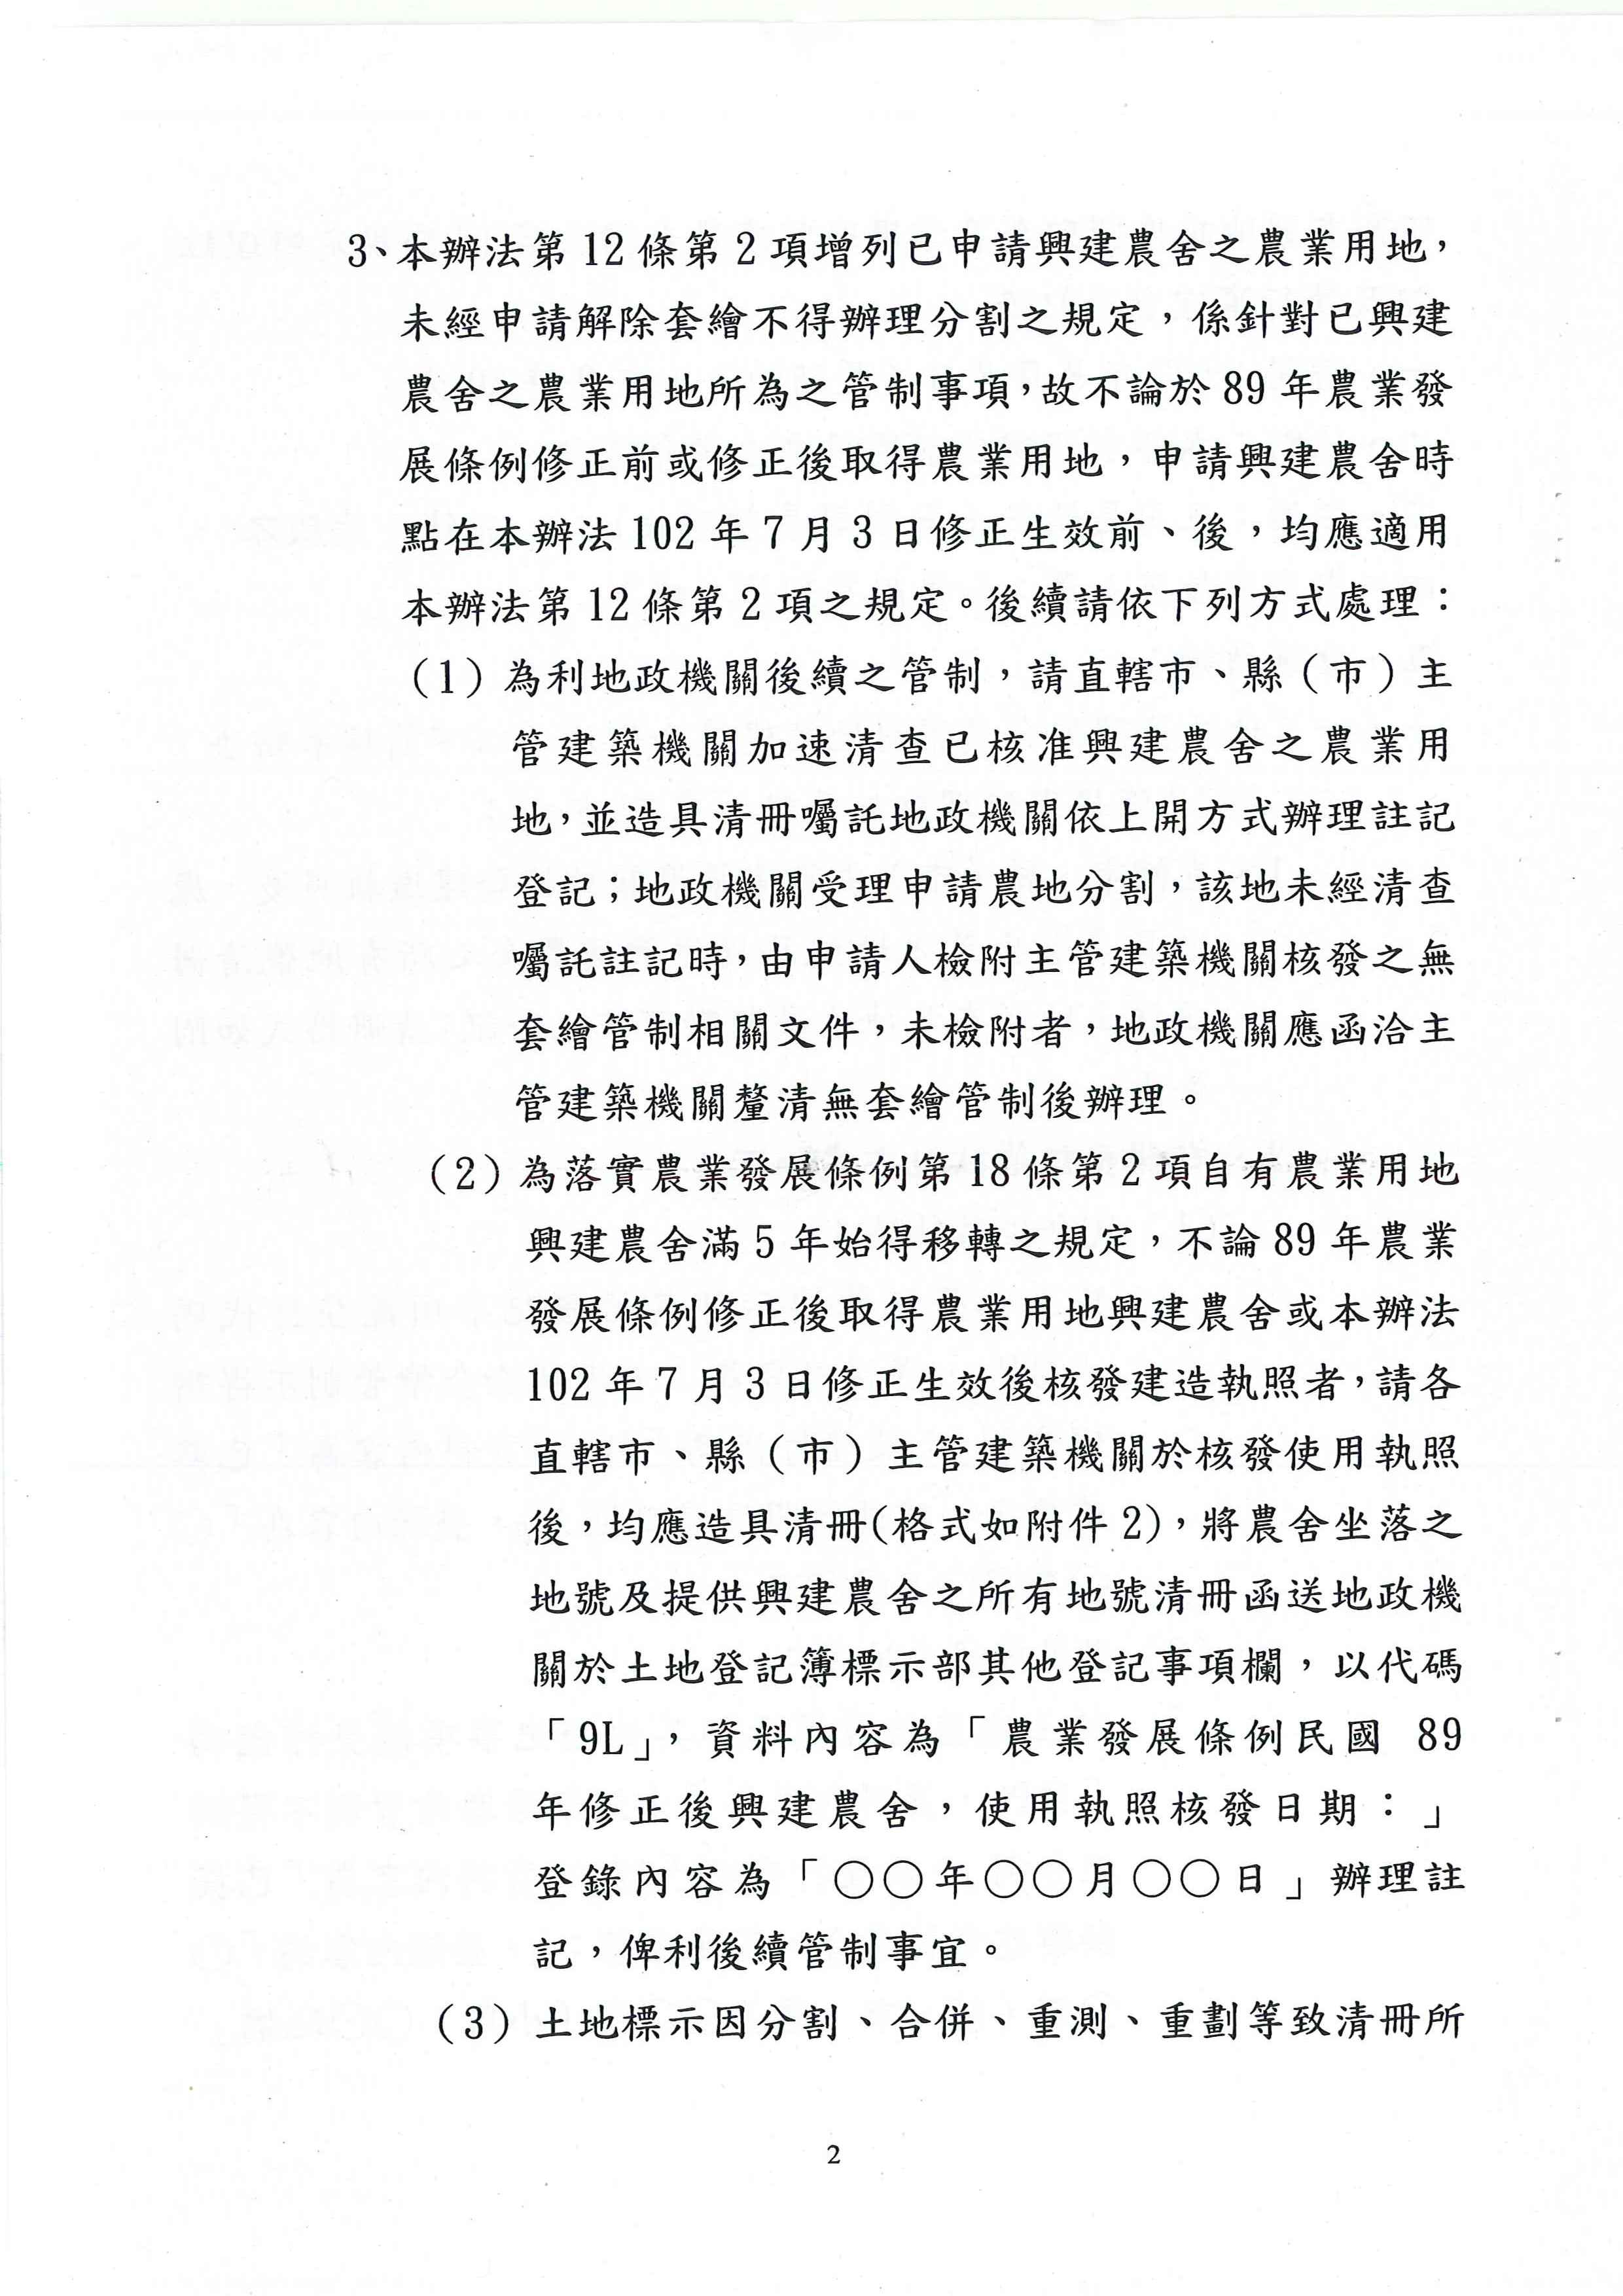 3、本辦法第 12 條第 2 項增列已申請興建農舍之農業用地，
未經申請解除套繪不得辦理分割之規定，係針對已興建
農舍之農業用地所為之管制事項，故不論於 89 年農業發
展條例修正前或修正後取得農業用地，申請興建農舍時
點在本辦法 102 年 7 月 3 日修正生效前、後，均應適用
本辦法第 12 條第 2 項之規定。後續請依下列方式處理：
(1) 為利地政機關後續之管制，請直轄市、縣（市）主
管建築機關加速清查已核准興建農舍之農業用
地，並造具清冊囑託地政機關依上開方式辦理註記
登記；地政機關受理申請農地分割，該地未經清查
囑託註記時，由申請人檢附主管建築機關核發之無
套繪管制相關文件，未檢附者，地政機關應函洽主
管建築機關釐清無套繪管制後辦理。
(2) 為落實農業發展條例第 18 條第 2 項自有農業用地
興建農舍滿 5 年始得移轉之規定，不論 89 年農業
發展條例修正後取得農業用地興建農舍或本辦法
102 年 7 月 3 日修正生效後核發建造執照者，請各
直轄市、縣（市）主管建築機關於核發使用執照
後，均應造具清冊(格式如附件 2)，將農舍坐落之
地號及提供興建農舍之所有地號清冊函送地政機
關於土地登記簿標示部其他登記事項欄，以代碼
「9L」，資料內容為「農業發展條例民國 89
年修正後興建農舍，使用執照核發日期：」
登錄內容為「○○年○○月○○日」辦理註
記，俾利後續管制事宜。
(3) 土地標示因分割、合併、重測、重劃等致清冊所
2